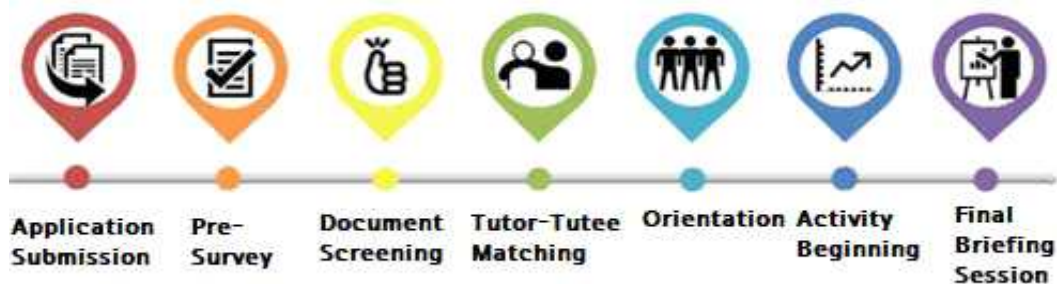 Application
Submission
Pre-
Survey
Document
Screening
Tutor-Tutee
Matching
Orientation
Activity
Beginning
Final
Briefing
Session